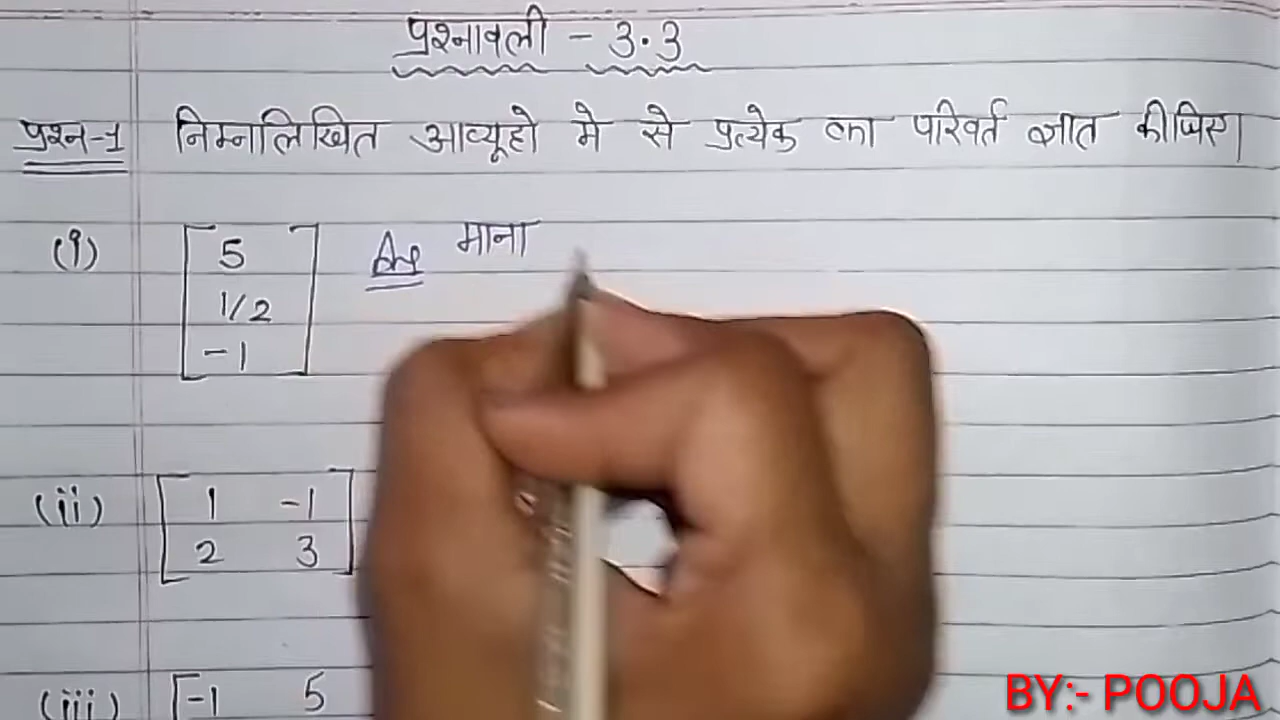 प्रश्नावली - 3.3
प्रश्न-1 निम्नलिखित आव्यूहो मे से प्रत्येक का परिवर्त ज्ञात कीजिए।
(i) [5 Ans माना
1/2
-1]
(ii) [1 -1
2 3]
(iii) [-1 5
BY:- POOJA